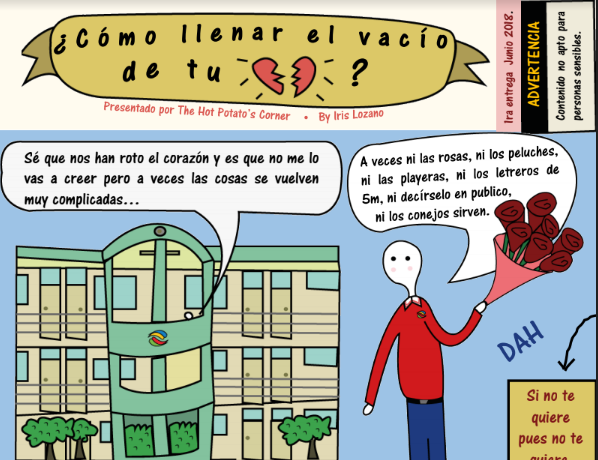 ¿Cómo llenar el vacío
de tu ?
Presentado por The Hot Potato's Corner • By Iris Lozano
1ra entrega Junio 2018.
ADVERTENCIA
Contenido no apto para
personas sensibles.
Sé que nos han roto el corazón y es que no me lo
vas a creer pero a veces las cosas se vuelven
muy complicadas...
A veces ni las rosas, ni los peluches,
ni las playeras, ni los letreros de
5m, ni decírselo en publico,
ni los conejos sirven.
DAH
Si no te
quiere
pues no te
quiere